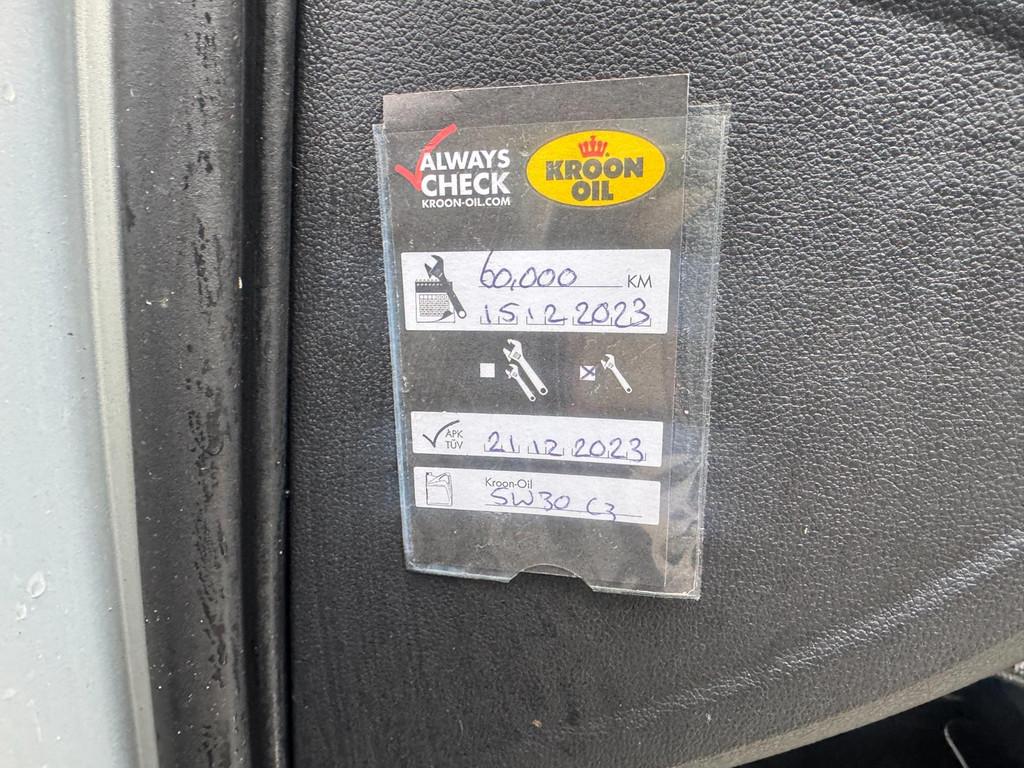 ALWAYS
CHECK
KROON-OIL.COM
KROON
OIL
60,000 KM
15 12 2023
APK
TÜV
21 12 2023
Kroon-Oil
5W30 C3